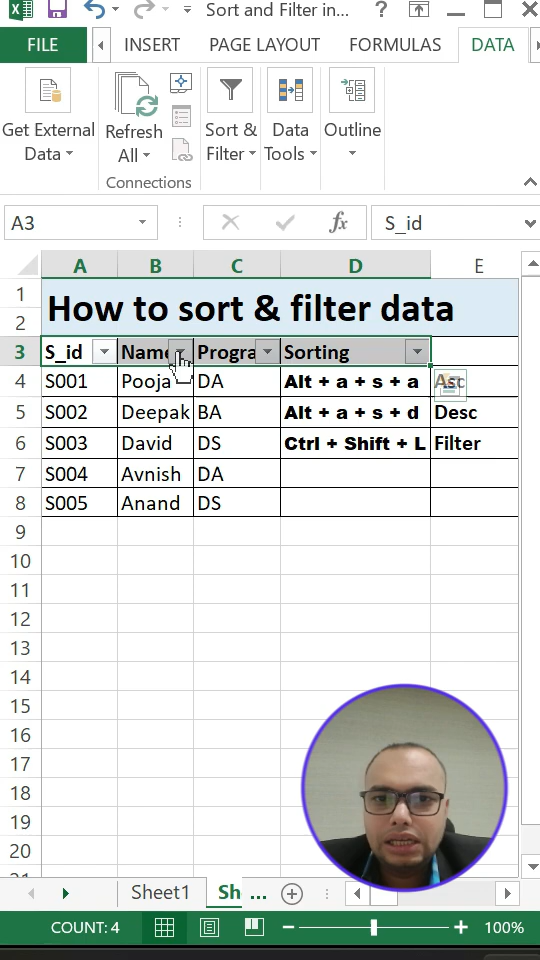 Sort and Filter in... ?
FILE INSERT PAGE LAYOUT FORMULAS DATA
Get External Data
Refresh All
Sort & Filter
Data Tools
Outline
Connections
A3 fx S_id
A B C D E
1 How to sort & filter data
2
3 S_id Name Progra Sorting
4 S001 Pooja DA Alt + a + s + a Asc
5 S002 Deepak BA Alt + a + s + d Desc
6 S003 David DS Ctrl + Shift + L Filter
7 S004 Avnish DA
8 S005 Anand DS
9
10
11
12
13
14
15
16
17
18
19
20
Sheet1 Sh ...
COUNT: 4 100%